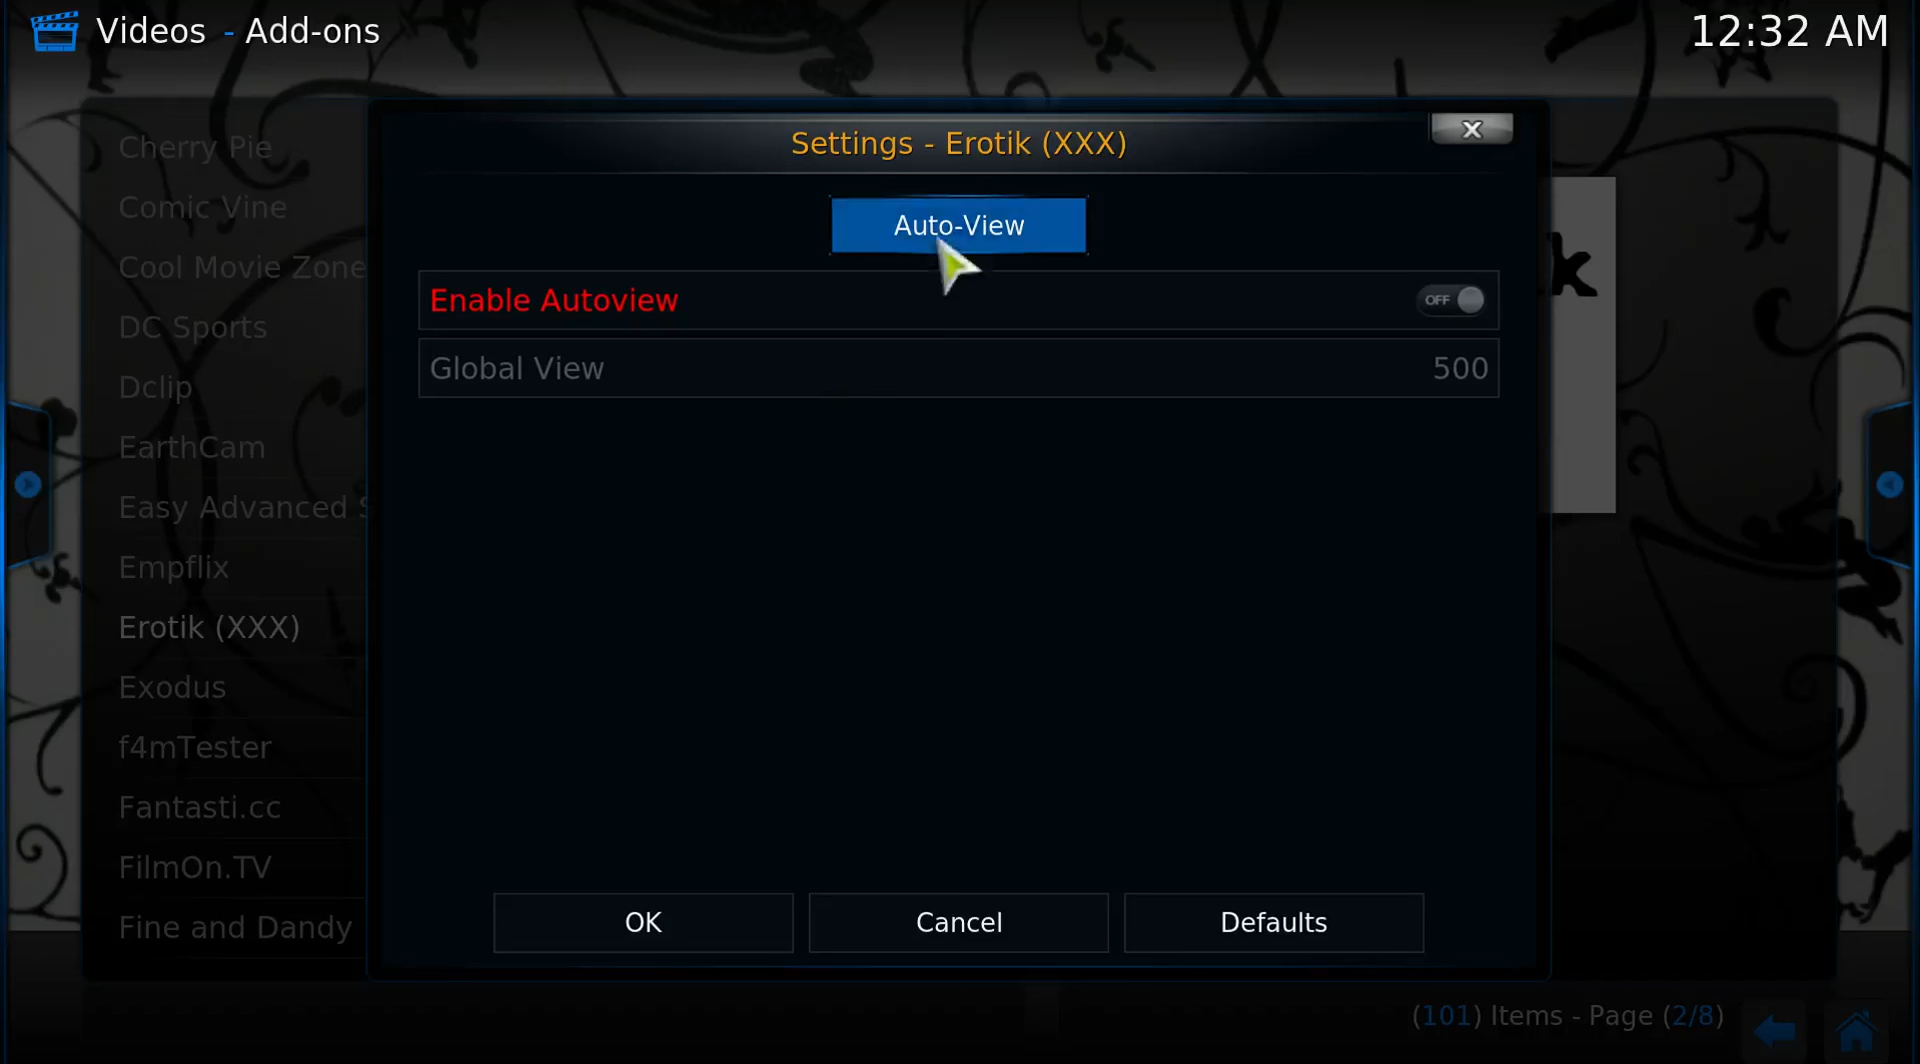 Videos - Add-ons
12:32 AM
Cherry Pie
Comic Vine
Cool Movie Zone
DC Sports
Dclip
EarthCam
Easy Advanced S
Empflix
Erotik (XXX)
Exodus
f4mTester
Fantasti.cc
FilmOn.TV
Fine and Dandy
Settings - Erotik (XXX)
X
Auto-View
Enable Autoview
OFF
Global View
500
k
OK
Cancel
Defaults
(101) Items - Page (2/8)